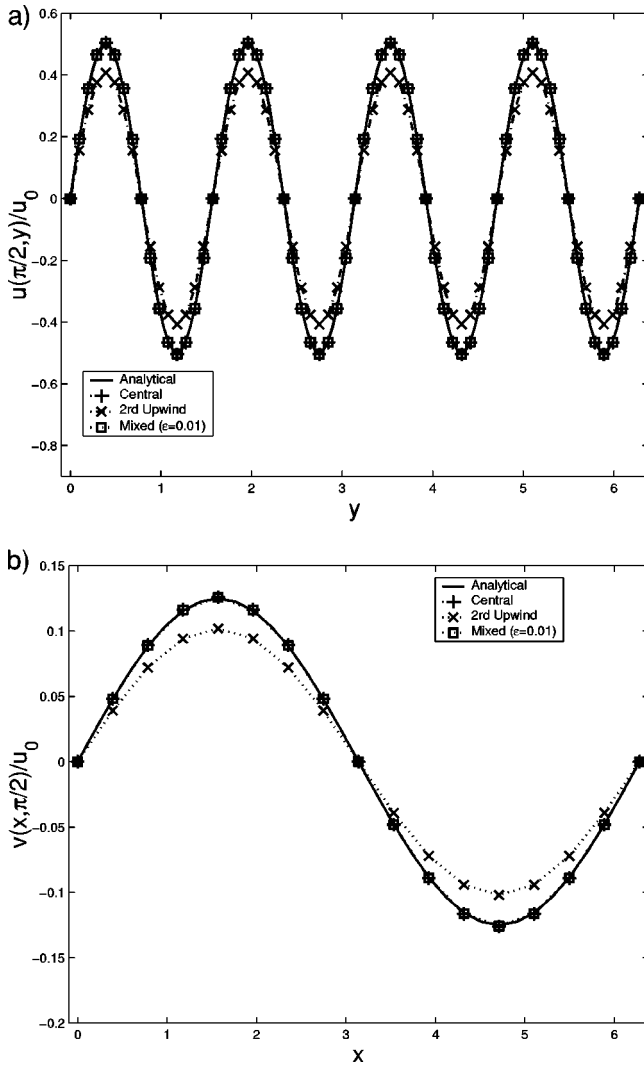 a)
0.6
0.4
0.2
0
-0.2
-0.4
-0.6
-0.8
u(π/2,y)/u₀
Analytical
Central
2rd Upwind
Mixed (ε=0.01)
0 1 2 3 4 5 6
y
b)
0.15
0.1
0.05
0
-0.05
-0.1
-0.15
-0.2
v(x,π/2)/u₀
Analytical
Central
2rd Upwind
Mixed (ε=0.01)
0 1 2 3 4 5 6
x